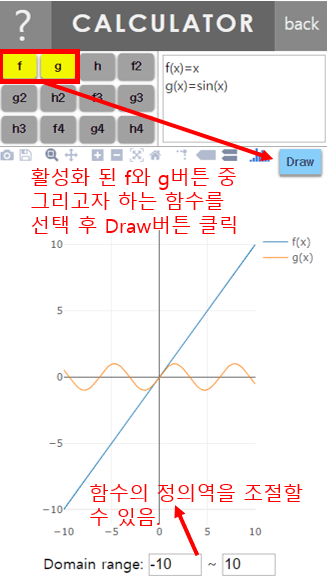 ? CALCULATOR back
f g h f2
g2 h2 f3 g3
h3 f4 g4 h4
f(x)=x
g(x)=sin(x)
Draw
활성화 된 f와 g버튼 중
그리고자 하는 함수를
선택 후 Draw버튼 클릭
f(x)
g(x)
10
5
0
−5
−10
함수의 정의역을 조절할
수 있음.
−10 −5 0 5 10
Domain range: -10 ~ 10